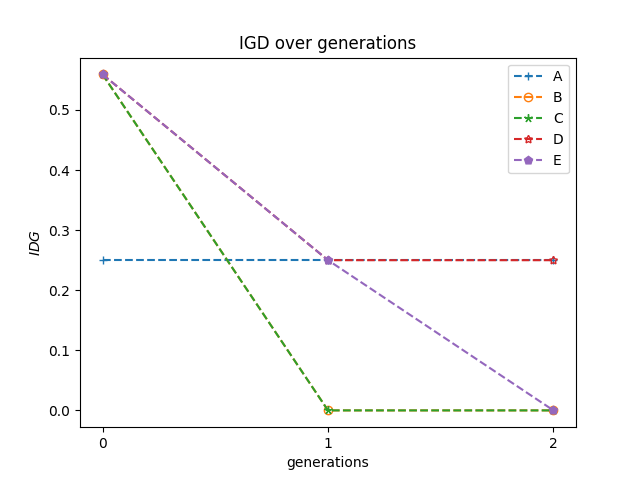 IGD over generations
A
B
C
D
E
0.5
0.4
0.3
0.2
0.1
0.0
IDG
0 1 2
generations